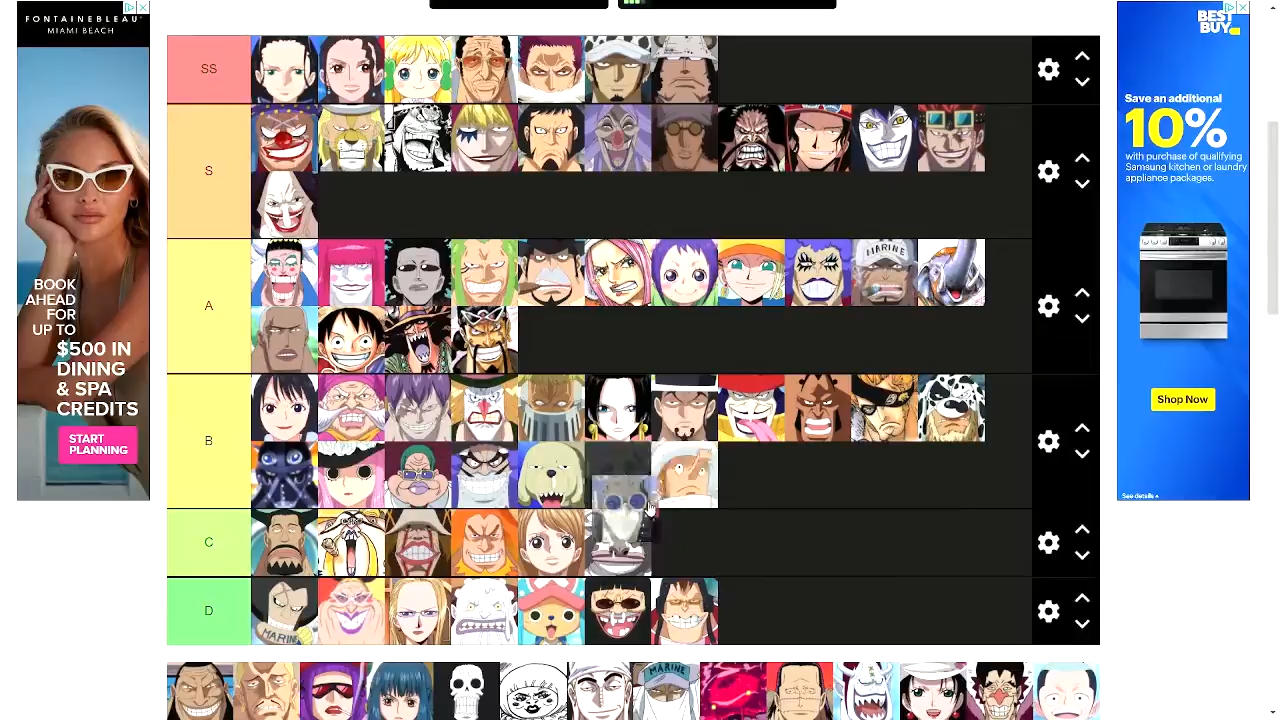 FONTAINEBLEAU
MIAMI BEACH
BOOK
AHEAD
FOR
UP TO
$500 IN
DINING
& SPA
CREDITS
START
PLANNING
SS
S
A
MARINE
B
C
D
MARINE
MARINE
BEST
BUY
Save an additional
10%
with purchase of qualifying
Samsung kitchen or laundry
appliance packages.
Shop Now
See details